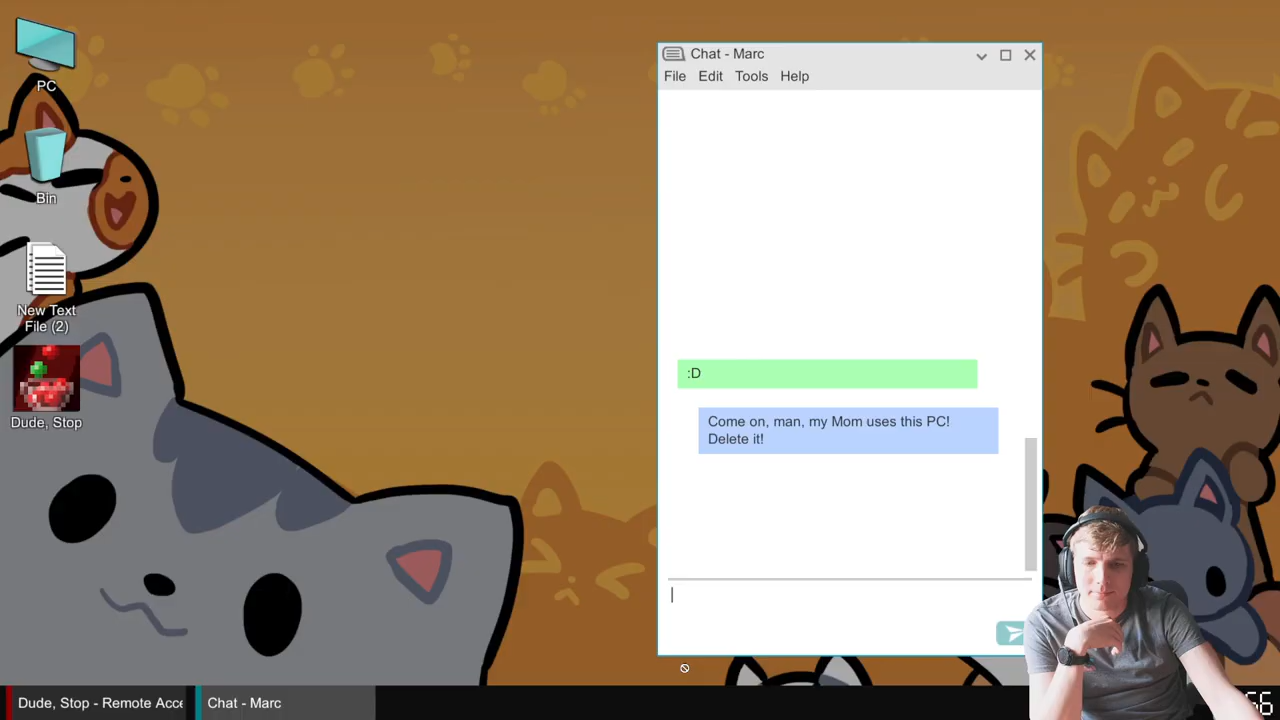 PC
Bin
New Text
File (2)
Dude, Stop
Chat - Marc
File Edit Tools Help
:D
Come on, man, my Mom uses this PC!
Delete it!
Dude, Stop - Remote Acce
Chat - Marc